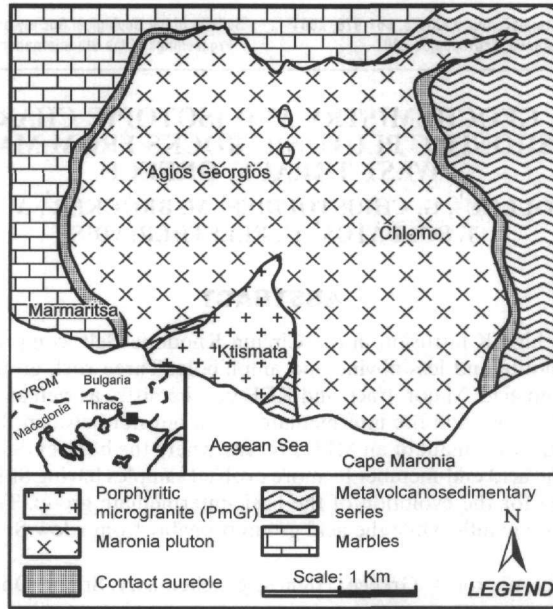 Agios Georgios
Chlomo
Marmaritsa
Ktismata
FYROM
Bulgaria
Thrace
Macedonia
Aegean Sea
Cape Maronia
Porphyritic
microgranite (PmGr)
Metavolcanosedimentary
series
Maronia pluton
Marbles
Contact aureole
Scale: 1 Km
N
LEGEND